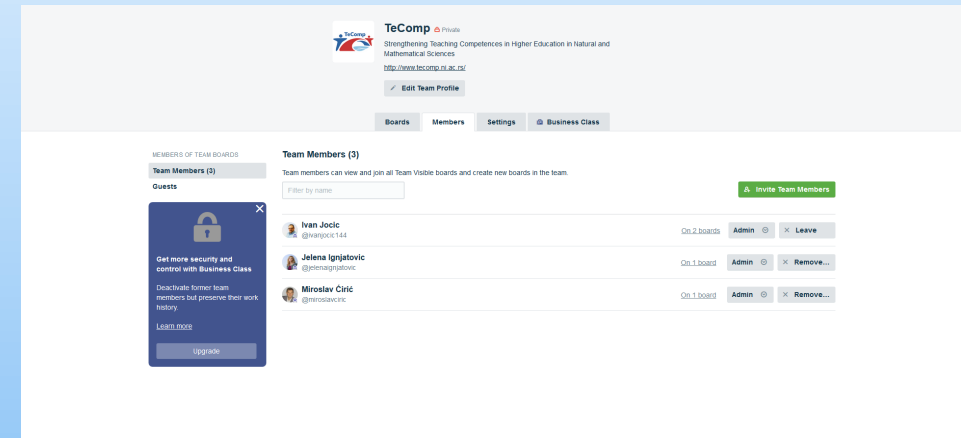 TeComp
TeComp Private
Strengthening Teaching Competences in Higher Education in Natural and
Mathematical Sciences
http://www.tecomp.ni.ac.rs/
Edit Team Profile
Boards Members Settings Business Class
MEMBERS OF TEAM BOARDS
Team Members (3)
Guests
Get more security and
control with Business Class
Deactivate former team
members but preserve their work
history.
Learn more
Upgrade
Team Members (3)
Team members can view and join all Team Visible boards and create new boards in the team.
Filter by name
Invite Team Members
Ivan Jocic On 2 boards Admin Leave
@ivanjocic144
Jelena Ignjatovic On 1 board Admin Remove...
@jelenaignjatovic
Miroslav Ćirić On 1 board Admin Remove...
@miroslavciric